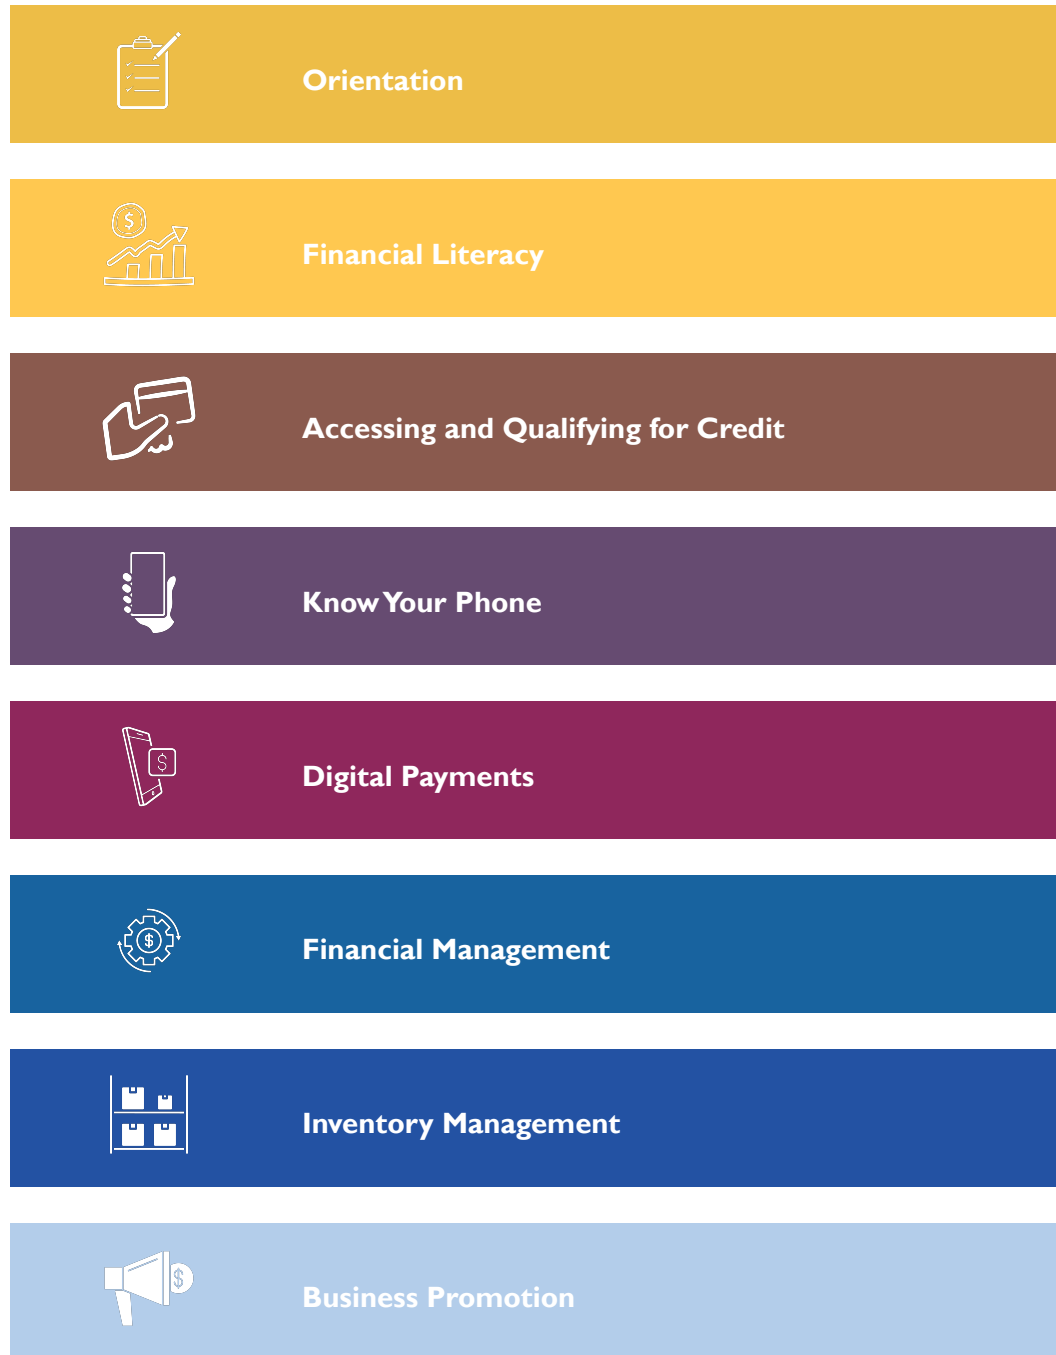 Orientation
$
Financial Literacy
Accessing and Qualifying for Credit
Know Your Phone
$
Digital Payments
$
Financial Management
Inventory Management
$
Business Promotion